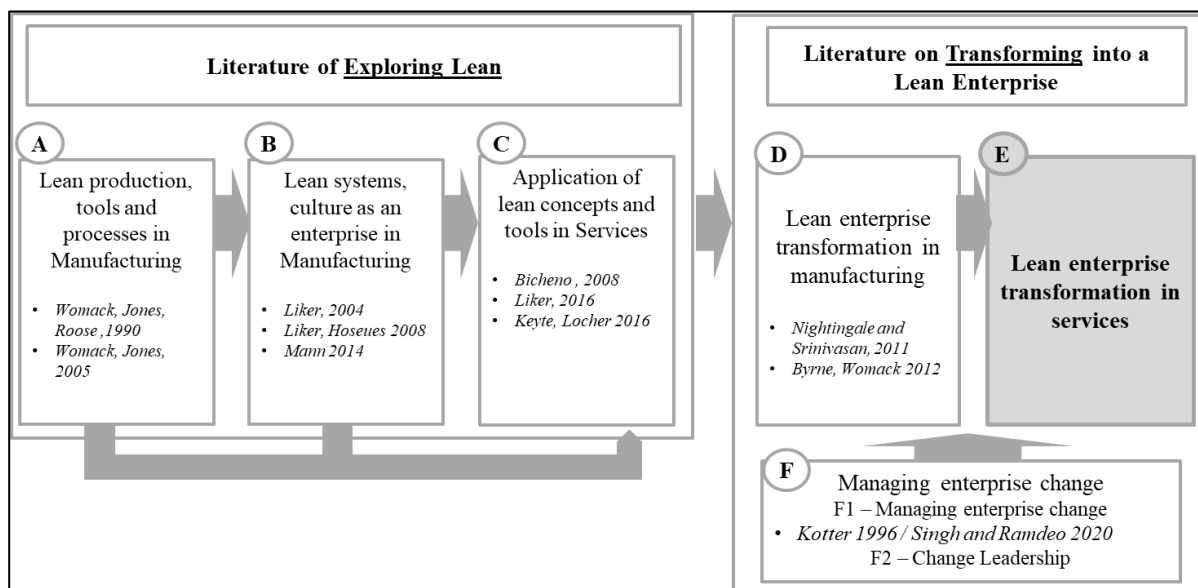 Literature of Exploring Lean
Literature on Transforming into a
Lean Enterprise
A
Lean production,
tools and
processes in
Manufacturing
• Womack, Jones,
Roose ,1990
• Womack, Jones,
2005
B
Lean systems,
culture as an
enterprise in
Manufacturing
• Liker, 2004
• Liker, Hoseues 2008
• Mann 2014
C
Application of
lean concepts and
tools in Services
• Bicheno , 2008
• Liker, 2016
• Keyte, Locher 2016
D
Lean enterprise
transformation in
manufacturing
• Nightingale and
Srinivasan, 2011
• Byrne, Womack 2012
E
Lean enterprise
transformation in
services
F
Managing enterprise change
F1 – Managing enterprise change
• Kotter 1996 / Singh and Ramdeo 2020
F2 – Change Leadership